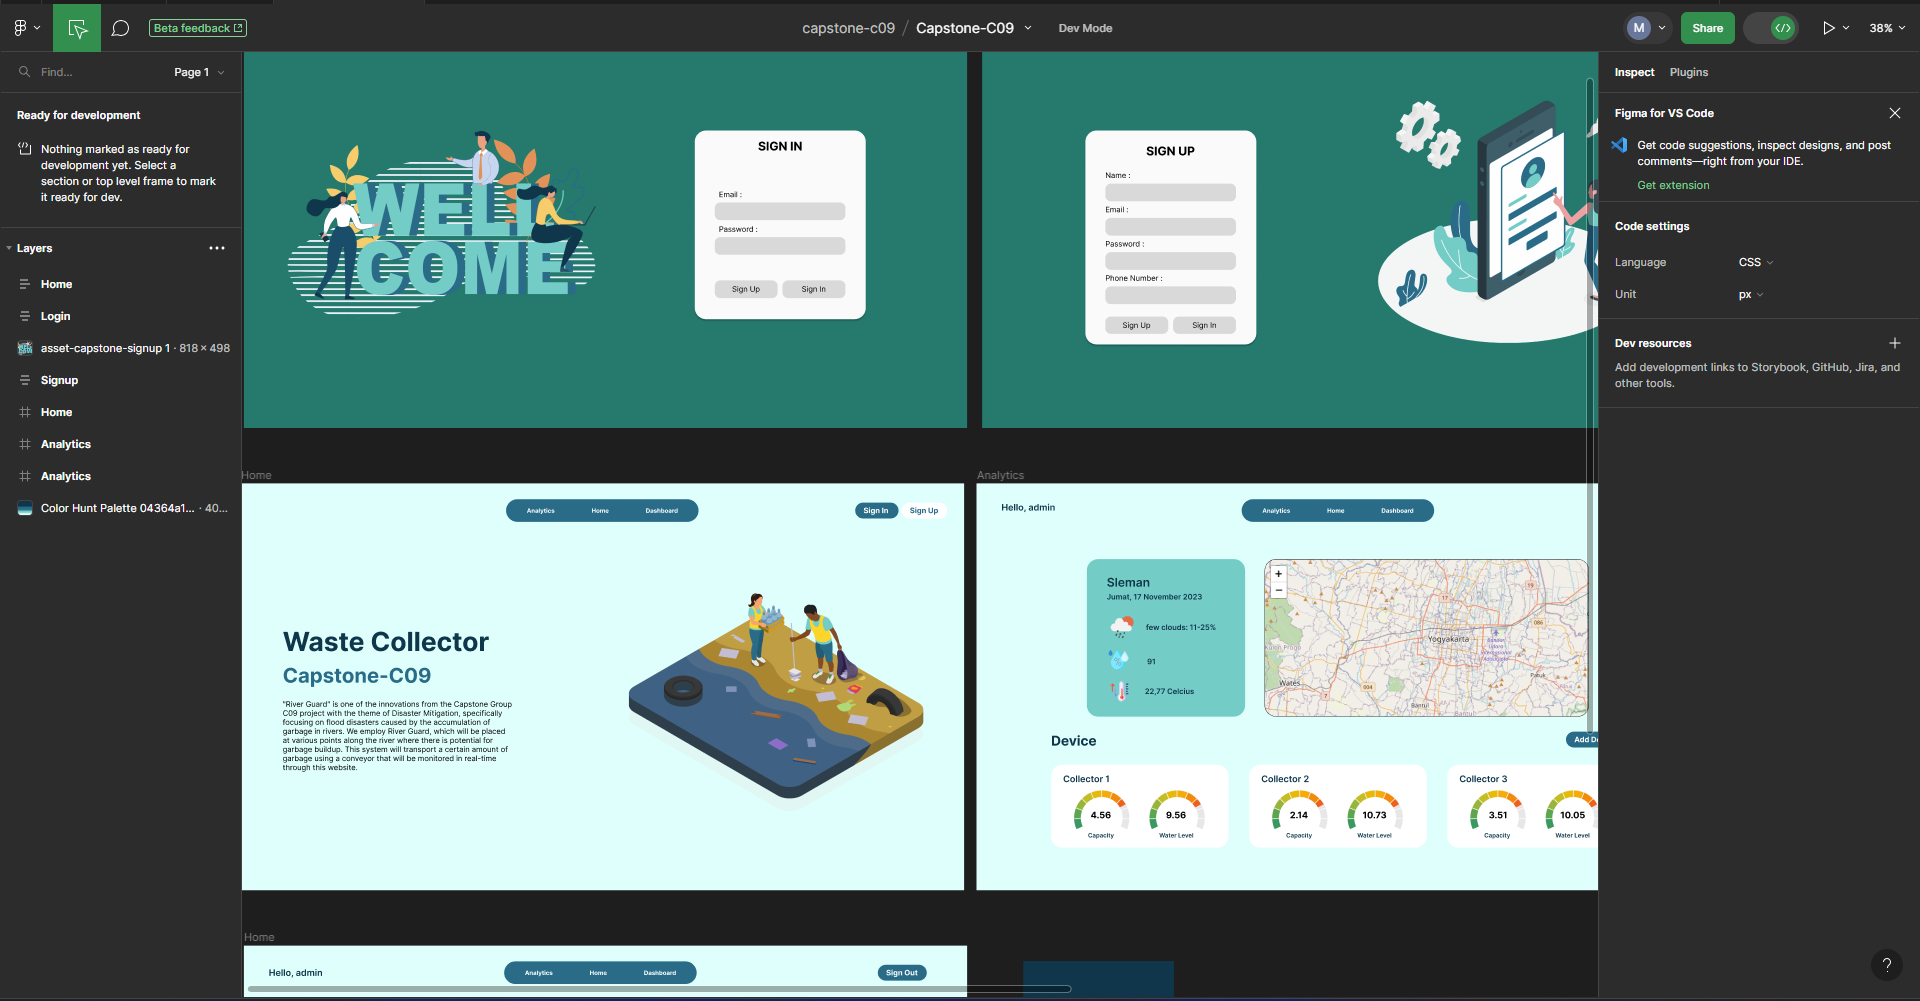 Beta feedback
capstone-c09 / Capstone-C09
Dev Mode
M
Share
38%
Find...
Page 1
Ready for development
Nothing marked as ready for
development yet. Select a
section or top level frame to mark
it ready for dev.
Layers
Home
Login
asset-capstone-signup 1 · 818 × 498
Signup
Home
Analytics
Analytics
Color Hunt Palette 04364a1... · 40...
WELL
COME
SIGN IN
Email :
Password :
Sign Up
Sign In
SIGN UP
Name :
Email :
Password :
Phone Number :
Sign Up
Sign In
Home
Analytics
Home
Dashboard
Sign In
Sign Up
Waste Collector
Capstone-C09
"River Guard" is one of the innovations from the Capstone Group
C09 project with the theme of Disaster Mitigation, specifically
focusing on flood disasters caused by the accumulation of
garbage in rivers. We employ River Guard, which will be placed
at various points along the river where there is potential for
garbage buildup. This system will transport a certain amount of
garbage using a conveyor that will be monitored in real-time
through this website.
Analytics
Hello, admin
Analytics
Home
Dashboard
Sleman
Jumat, 17 November 2023
few clouds: 11-25%
91
22,77 Celcius
+
−
Yogyakarta
Wates
Bantul
Device
Add De
Collector 1
4.56
Capacity
9.56
Water Level
Collector 2
2.14
Capacity
10.73
Water Level
Collector 3
3.51
Capacity
10.05
Water Level
Home
Hello, admin
Analytics
Home
Dashboard
Sign Out
Inspect
Plugins
Figma for VS Code
Get code suggestions, inspect designs, and post
comments—right from your IDE.
Get extension
Code settings
Language
CSS
Unit
px
Dev resources
Add development links to Storybook, GitHub, Jira, and
other tools.
?